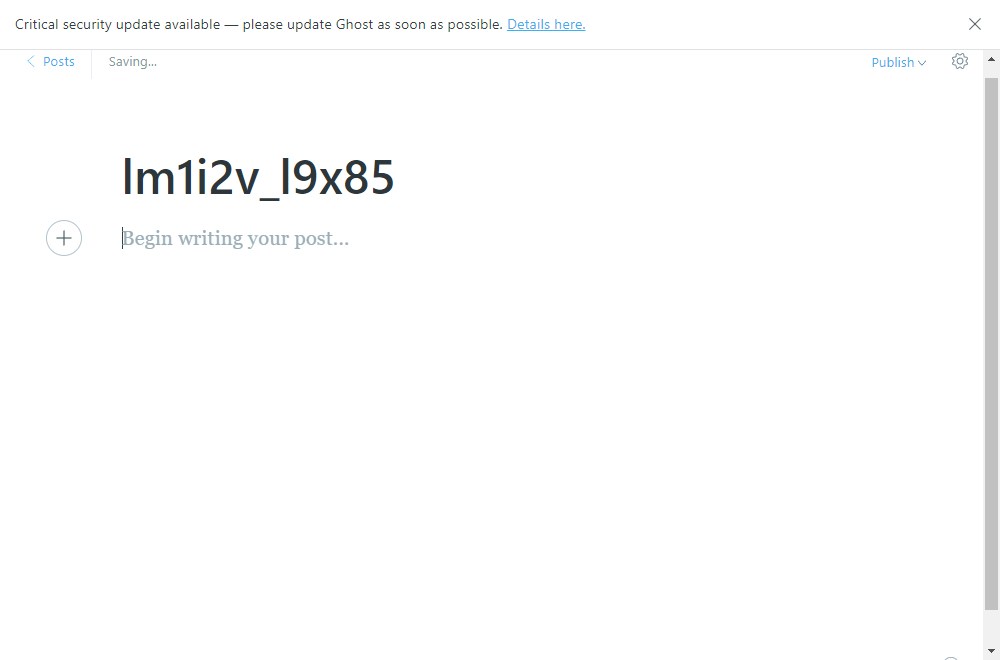 Critical security update available — please update Ghost as soon as possible. Details here.
Posts
Saving...
Publish
lm1i2v_l9x85
Begin writing your post...